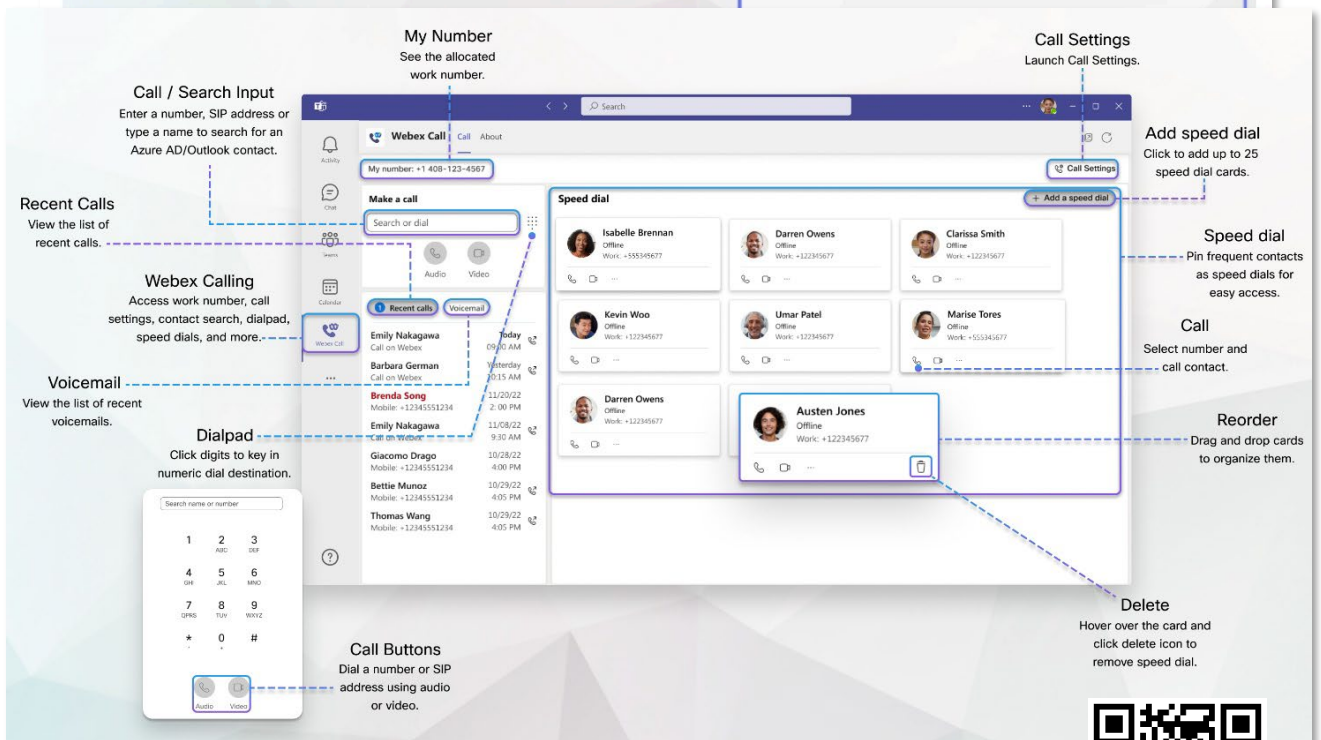 My Number
See the allocated
work number.
Call Settings
Launch Call Settings.
Call / Search Input
Enter a number, SIP address or
type a name to search for an
Azure AD/Outlook contact.
Add speed dial
Click to add up to 25
speed dial cards.
Recent Calls
View the list of
recent calls.
Speed dial
Pin frequent contacts
as speed dials for
easy access.
Webex Calling
Access work number, call
settings, contact search, dialpad,
speed dials, and more.
Call
Select number and
call contact.
Voicemail
View the list of recent
voicemails.
Reorder
Drag and drop cards
to organize them.
Dialpad
Click digits to key in
numeric dial destination.
Delete
Hover over the card and
click delete icon to
remove speed dial.
Call Buttons
Dial a number or SIP
address using audio
or video.
Search
Activity
Chat
Teams
Calendar
Webex Call
Webex Call Call About
My number: +1 408-123-4567
Call Settings
Make a call
Search or dial
Audio Video
1 Recent calls Voicemail
Emily Nakagawa Today
Call on Webex 09:00 AM
Barbara German Yesterday
Call on Webex 10:15 AM
Brenda Song 11/20/22
Mobile: +12345551234 2: 00 PM
Emily Nakagawa 11/08/22
Call on Webex 9:30 AM
Giacomo Drago 10/28/22
Mobile: +12345551234 4:00 PM
Bettie Munoz 10/29/22
Mobile: +12345551234 4:05 PM
Thomas Wang 10/29/22
Mobile: +12345551234 4:05 PM
Speed dial
+ Add a speed dial
Isabelle Brennan
Offline
Work: +555345677
Darren Owens
Offline
Work: +122345677
Clarissa Smith
Offline
Work: +122345677
Kevin Woo
Offline
Work: +122345677
Umar Patel
Offline
Work: +122345677
Marise Tores
Offline
Work: +555345677
Darren Owens
Offline
Work: +122345677
Austen Jones
Offline
Work: +122345677
Search name or number
1 2 3
ABC DEF
4 5 6
GHI JKL MNO
7 8 9
QPRS TUV WXYZ
* 0 #
Audio Video